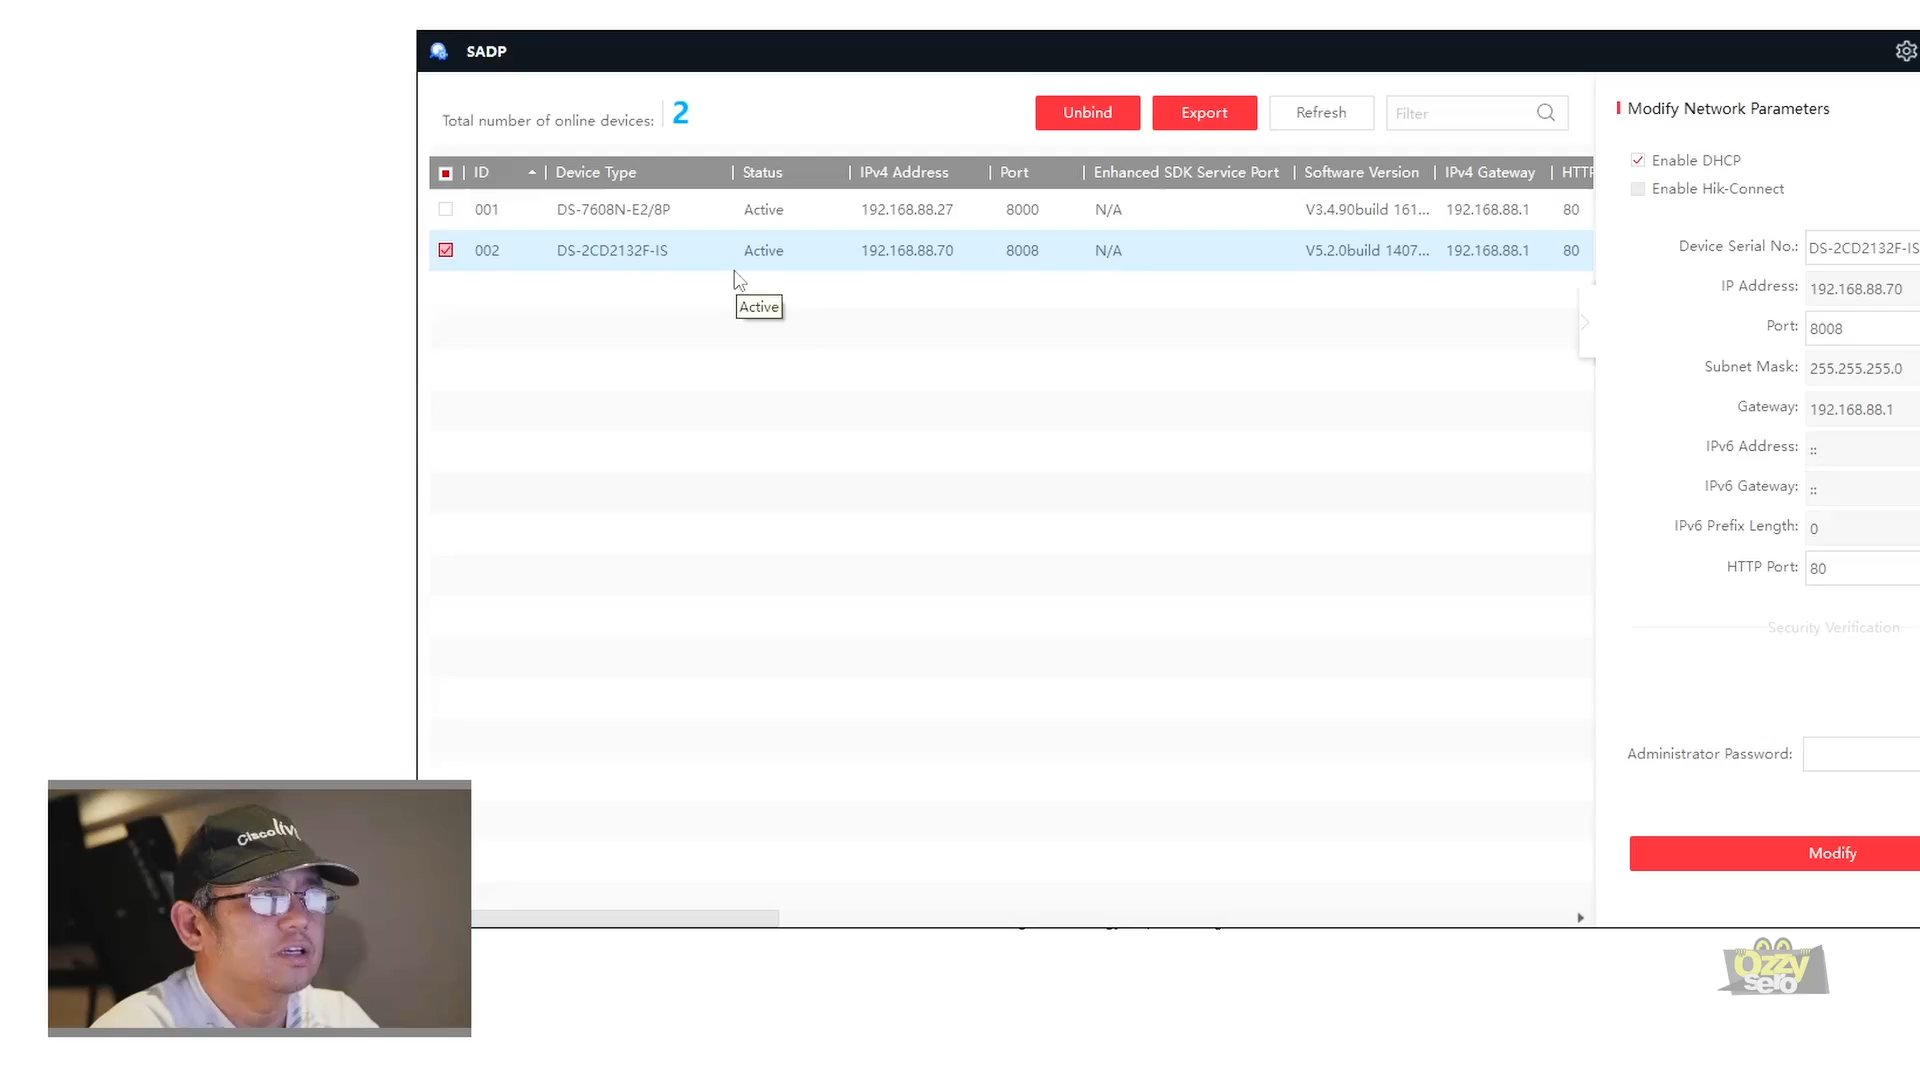 SADP
Total number of online devices: 2
Unbind
Export
Refresh
Filter
ID Device Type Status IPv4 Address Port Enhanced SDK Service Port Software Version IPv4 Gateway HTTP
001 DS-7608N-E2/8P Active 192.168.88.27 8000 N/A V3.4.90build 161... 192.168.88.1 80
002 DS-2CD2132F-IS Active 192.168.88.70 8008 N/A V5.2.0build 1407... 192.168.88.1 80
Active
Modify Network Parameters
Enable DHCP
Enable Hik-Connect
Device Serial No.: DS-2CD2132F-IS
IP Address: 192.168.88.70
Port: 8008
Subnet Mask: 255.255.255.0
Gateway: 192.168.88.1
IPv6 Address: ::
IPv6 Gateway: ::
IPv6 Prefix Length: 0
HTTP Port: 80
Security Verification
Administrator Password:
Modify
Ciscolive
Ozzy
sero